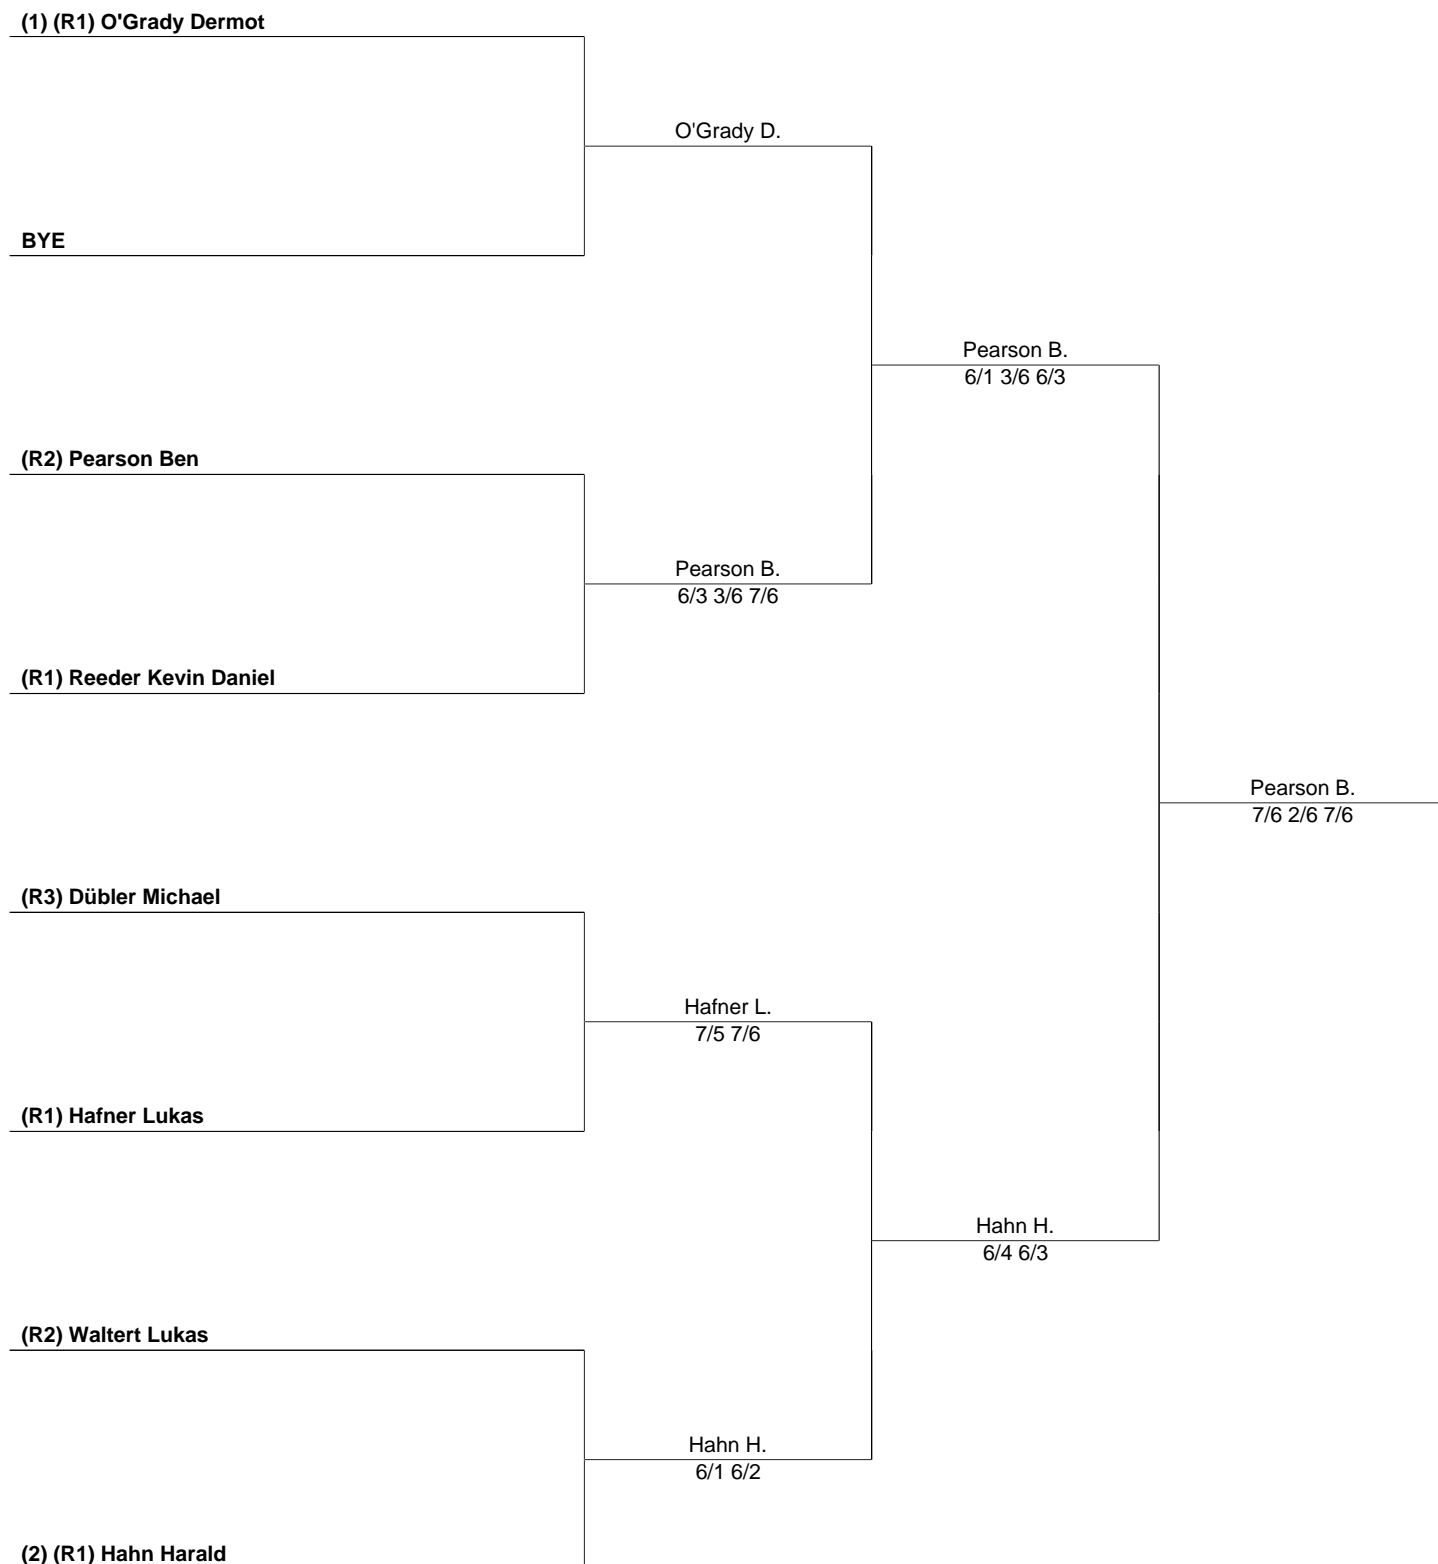 (1) (R1) O'Grady Dermot
O'Grady D.
BYE
Pearson B.
6/1 3/6 6/3
(R2) Pearson Ben
Pearson B.
6/3 3/6 7/6
(R1) Reeder Kevin Daniel
Pearson B.
7/6 2/6 7/6
(R3) Dübler Michael
Hafner L.
7/5 7/6
(R1) Hafner Lukas
Hahn H.
6/4 6/3
(R2) Waltert Lukas
Hahn H.
6/1 6/2
(2) (R1) Hahn Harald